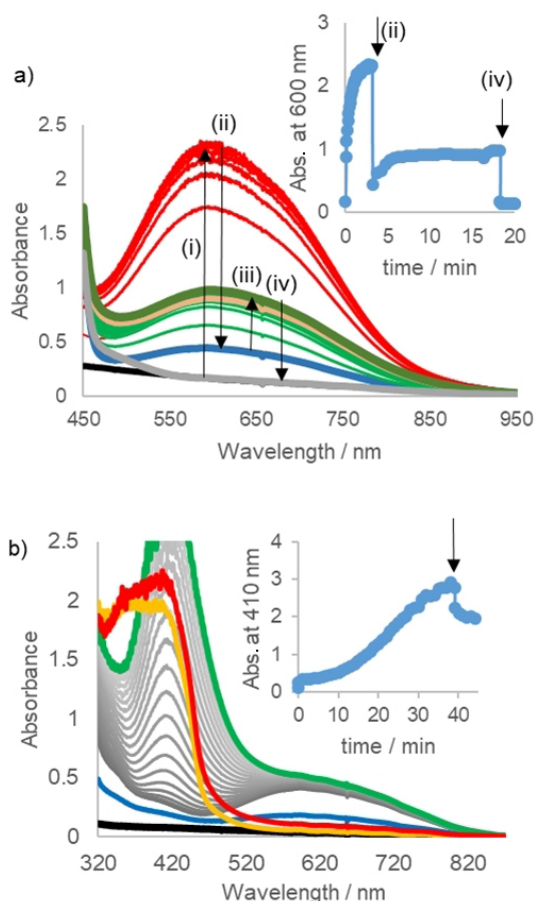 a)
(ii)
(iv)
Abs. at 600 nm
3
2
1
0
0 5 10 15 20
time / min
Absorbance
2.5
2
1.5
1
0.5
0
(ii)
(i)
(iii)
(iv)
450 550 650 750 850 950
Wavelength / nm
b)
Absorbance
2.5
2
1.5
1
0.5
0
Abs. at 410 nm
4
3
2
1
0
0 10 20 30 40
time / min
320 420 520 620 720 820
Wavelength / nm